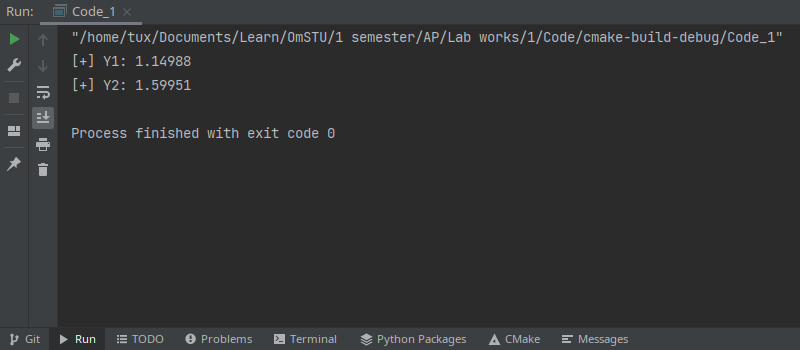 Run: Code_1
"/home/tux/Documents/Learn/OmSTU/1 semester/AP/Lab works/1/Code/cmake-build-debug/Code_1"
[+] Y1: 1.14988
[+] Y2: 1.59951
Process finished with exit code 0
Git Run TODO Problems Terminal Python Packages CMake Messages